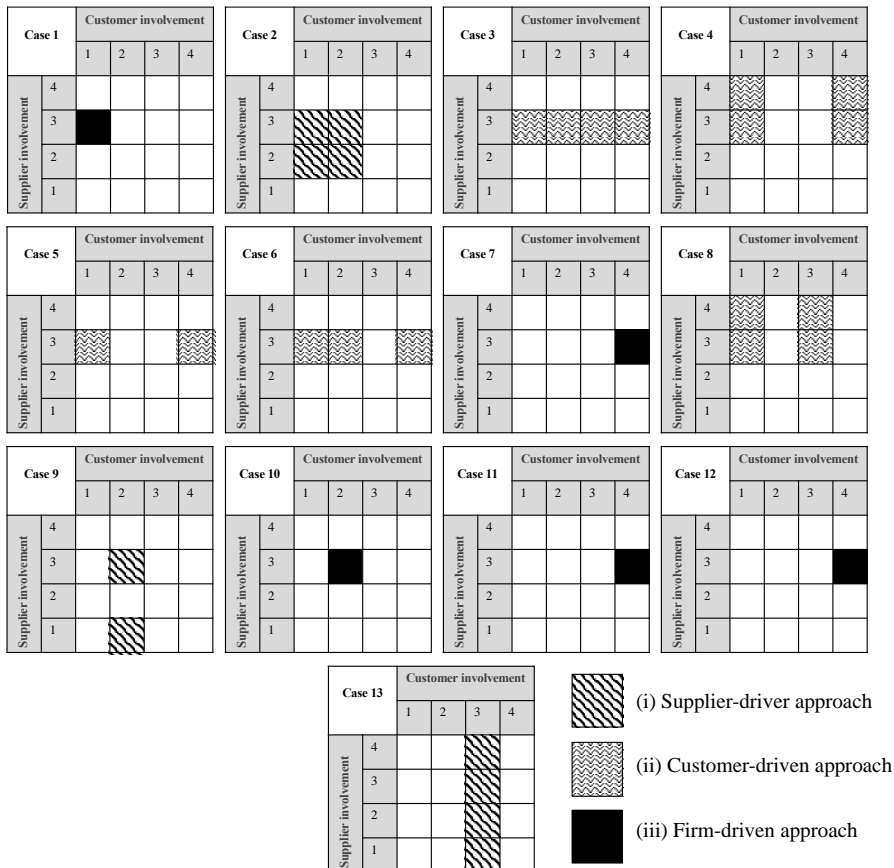 Customer involvement
Case 1
1 2 3 4
Supplier involvement
4
3
2
1
Customer involvement
Case 2
1 2 3 4
Supplier involvement
4
3
2
1
Customer involvement
Case 3
1 2 3 4
Supplier involvement
4
3
2
1
Customer involvement
Case 4
1 2 3 4
Supplier involvement
4
3
2
1
Customer involvement
Case 5
1 2 3 4
Supplier involvement
4
3
2
1
Customer involvement
Case 6
1 2 3 4
Supplier involvement
4
3
2
1
Customer involvement
Case 7
1 2 3 4
Supplier involvement
4
3
2
1
Customer involvement
Case 8
1 2 3 4
Supplier involvement
4
3
2
1
Customer involvement
Case 9
1 2 3 4
Supplier involvement
4
3
2
1
Customer involvement
Case 10
1 2 3 4
Supplier involvement
4
3
2
1
Customer involvement
Case 11
1 2 3 4
Supplier involvement
4
3
2
1
Customer involvement
Case 12
1 2 3 4
Supplier involvement
4
3
2
1
Customer involvement
Case 13
1 2 3 4
Supplier involvement
4
3
2
1
(i) Supplier-driver approach
(ii) Customer-driven approach
(iii) Firm-driven approach